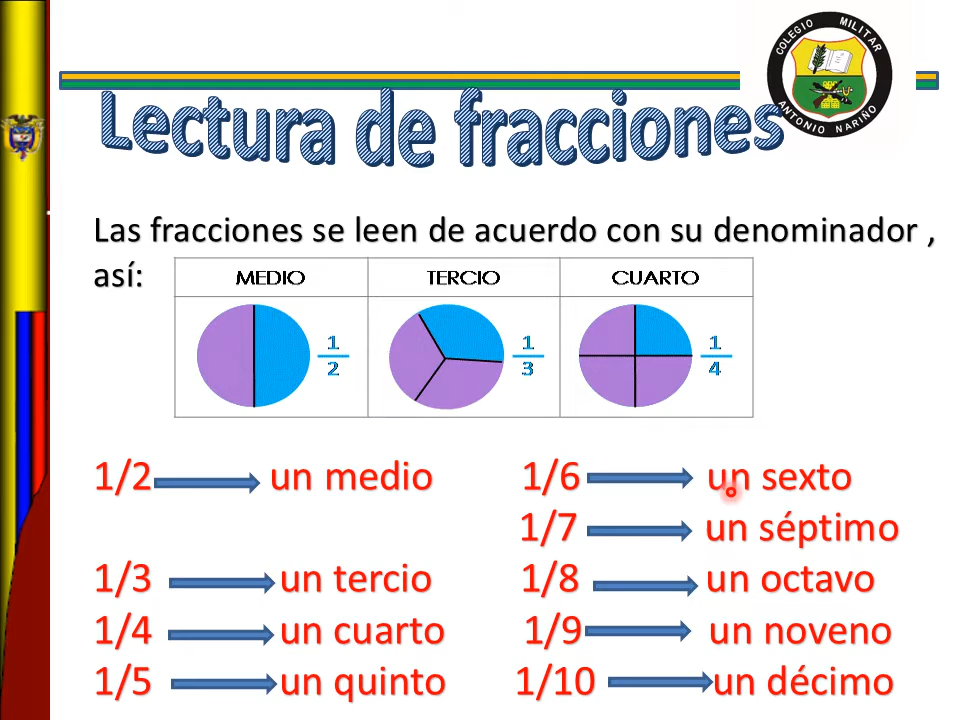 COLEGIO MILITAR
ANTONIO NARIÑO
Lectura de fracciones
Las fracciones se leen de acuerdo con su denominador ,
así:
MEDIO TERCIO CUARTO
1/2 1/3 1/4
1/2 un medio 1/6 un sexto
1/7 un séptimo
1/3 un tercio 1/8 un octavo
1/4 un cuarto 1/9 un noveno
1/5 un quinto 1/10 un décimo